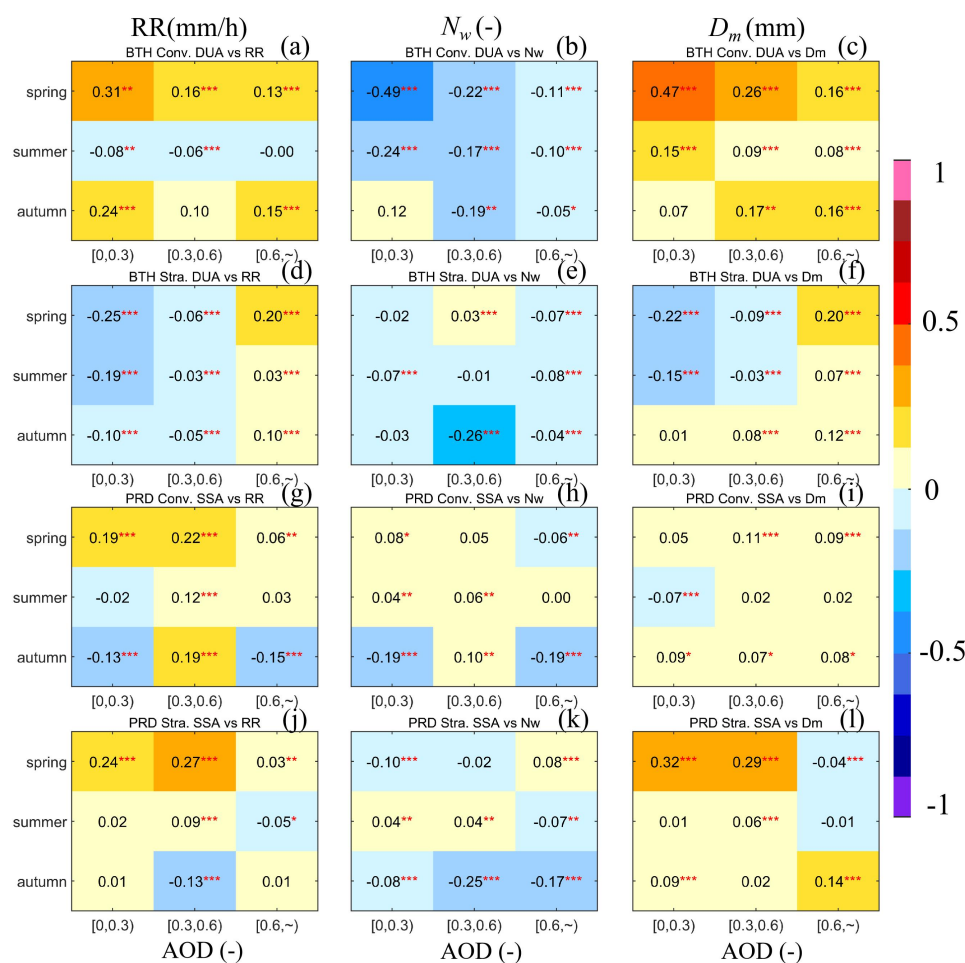 RR(mm/h) N_w (-) D_m (mm)
BTH Conv. DUA vs RR (a) BTH Conv. DUA vs Nw (b) BTH Conv. DUA vs Dm (c)
spring 0.31** 0.16*** 0.13*** -0.49*** -0.22*** -0.11*** 0.47*** 0.26*** 0.16***
summer -0.08** -0.06*** -0.00 -0.24*** -0.17*** -0.10*** 0.15*** 0.09*** 0.08***
autumn 0.24*** 0.10 0.15*** 0.12 -0.19** -0.05* 0.07 0.17** 0.16***
[0,0.3) [0.3,0.6) [0.6,~) [0,0.3) [0.3,0.6) [0.6,~) [0,0.3) [0.3,0.6) [0.6,~)
BTH Stra. DUA vs RR (d) BTH Stra. DUA vs Nw (e) BTH Stra. DUA vs Dm (f)
spring -0.25*** -0.06*** 0.20*** -0.02 0.03*** -0.07*** -0.22*** -0.09*** 0.20***
summer -0.19*** -0.03*** 0.03*** -0.07*** -0.01 -0.08*** -0.15*** -0.03*** 0.07***
autumn -0.10*** -0.05*** 0.10*** -0.03 -0.26*** -0.04*** 0.01 0.08*** 0.12***
[0,0.3) [0.3,0.6) [0.6,~) [0,0.3) [0.3,0.6) [0.6,~) [0,0.3) [0.3,0.6) [0.6,~)
PRD Conv. SSA vs RR (g) PRD Conv. SSA vs Nw (h) PRD Conv. SSA vs Dm (i)
spring 0.19*** 0.22*** 0.06** 0.08* 0.05 -0.06** 0.05 0.11*** 0.09***
summer -0.02 0.12*** 0.03 0.04** 0.06** 0.00 -0.07*** 0.02 0.02
autumn -0.13*** 0.19*** -0.15*** -0.19*** 0.10** -0.19*** 0.09* 0.07* 0.08*
[0,0.3) [0.3,0.6) [0.6,~) [0,0.3) [0.3,0.6) [0.6,~) [0,0.3) [0.3,0.6) [0.6,~)
PRD Stra. SSA vs RR (j) PRD Stra. SSA vs Nw (k) PRD Stra. SSA vs Dm (l)
spring 0.24*** 0.27*** 0.03** -0.10*** -0.02 0.08*** 0.32*** 0.29*** -0.04***
summer 0.02 0.09*** -0.05* 0.04** 0.04** -0.07** 0.01 0.06*** -0.01
autumn 0.01 -0.13*** 0.01 -0.08*** -0.25*** -0.17*** 0.09*** 0.02 0.14***
[0,0.3) [0.3,0.6) [0.6,~) [0,0.3) [0.3,0.6) [0.6,~) [0,0.3) [0.3,0.6) [0.6,~)
AOD (-) AOD (-) AOD (-)
1
0.5
0
-0.5
-1